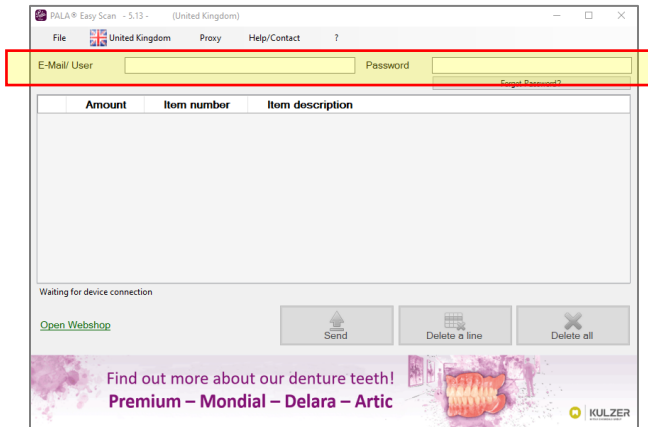 PALA® Easy Scan - 5.13 - (United Kingdom)
File United Kingdom Proxy Help/Contact ?
E-Mail/ User Password
Forgot Password?
Amount Item number Item description
Waiting for device connection
Open Webshop Send Delete a line Delete all
Find out more about our denture teeth!
Premium – Mondial – Delara – Artic
KULZER